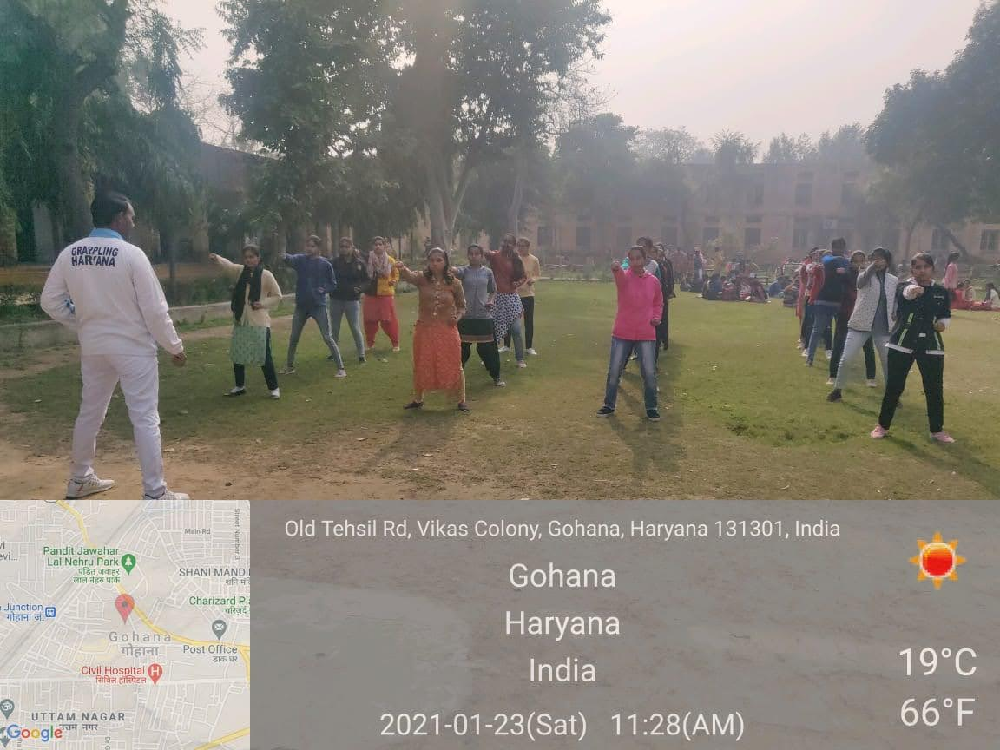 GRAPPLING
HARYANA
Old Tehsil Rd, Vikas Colony, Gohana, Haryana 131301, India
Gohana
Haryana
India
2021-01-23(Sat) 11:28(AM)
19°C
66°F
Main Rd
Street Number 3
Pandit Jawahar
Lal Nehru Park
पंडित जवाहर
लाल नेहरु पार्क
SHANI MANDI
शनि मं
Junction
गोहाना जं.
Charizard Pl
चरिजर्द
Gohana
गोहाना
Post Office
डाक घर
Civil Hospital
सिविल हॉस्पिटल
UTTAM NAGAR
उत्तम नगर
Google